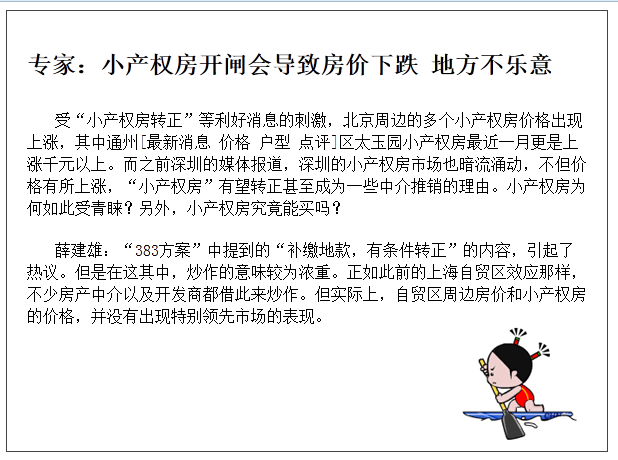 专家：小产权房开闸会导致房价下跌 地方不乐意
受“小产权房转正”等利好消息的刺激，北京周边的多个小产权房价格出现
上涨，其中通州[最新消息 价格 户型 点评]区太玉园小产权房最近一月更是上
涨千元以上。而之前深圳的媒体报道，深圳的小产权房市场也暗流涌动，不但价
格有所上涨，“小产权房”有望转正甚至成为一些中介推销的理由。小产权房为
何如此受青睐？另外，小产权房究竟能买吗？
薛建雄：“383方案”中提到的“补缴地款，有条件转正”的内容，引起了
热议。但是在这其中，炒作的意味较为浓重。正如此前的上海自贸区效应那样，
不少房产中介以及开发商都借此来炒作。但实际上，自贸区周边房价和小产权房
的价格，并没有出现特别领先市场的表现。